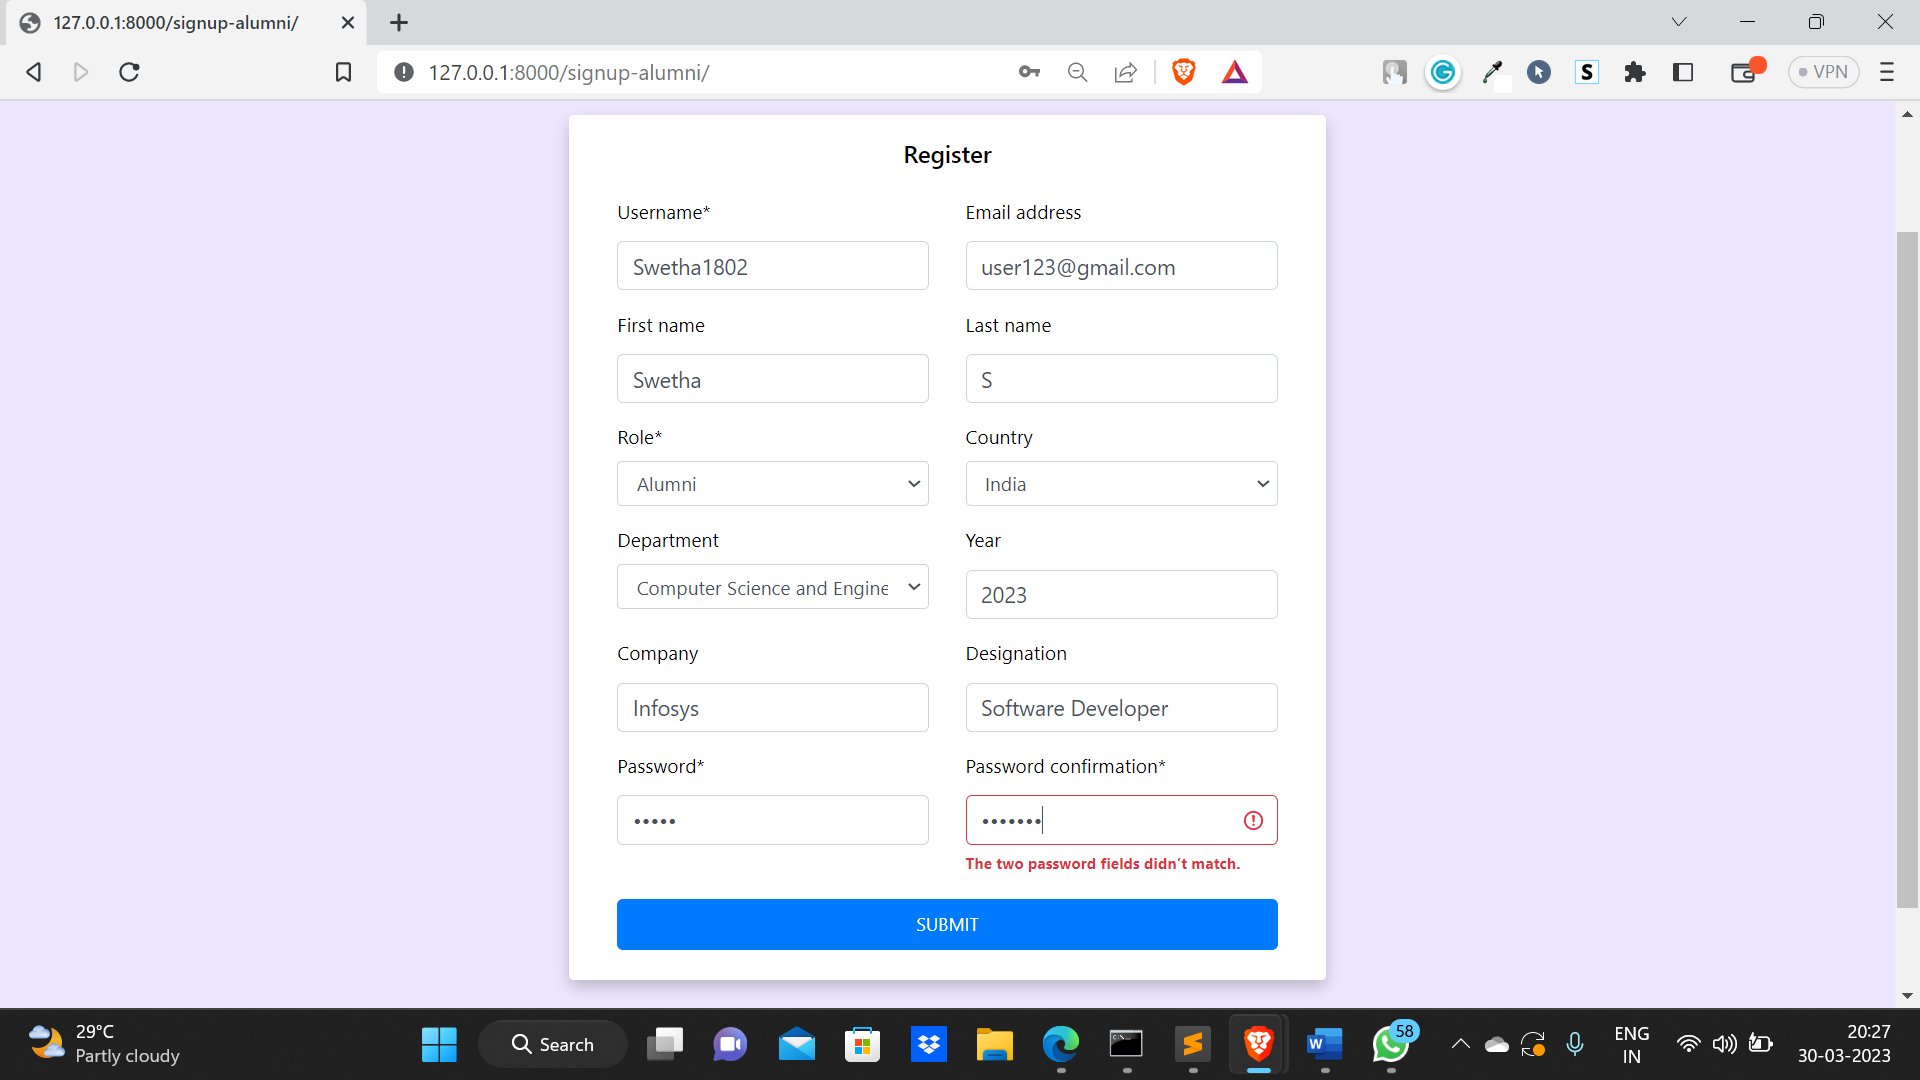 127.0.0.1:8000/signup-alumni/
127.0.0.1:8000/signup-alumni/
VPN
Register
Username* Email address
Swetha1802 user123@gmail.com
First name Last name
Swetha S
Role* Country
Alumni India
Department Year
Computer Science and Engine 2023
Company Designation
Infosys Software Developer
Password* Password confirmation*
••••• •••••••
The two password fields didn’t match.
SUBMIT
29°C
Partly cloudy
Search
58
ENG
IN
20:27
30-03-2023